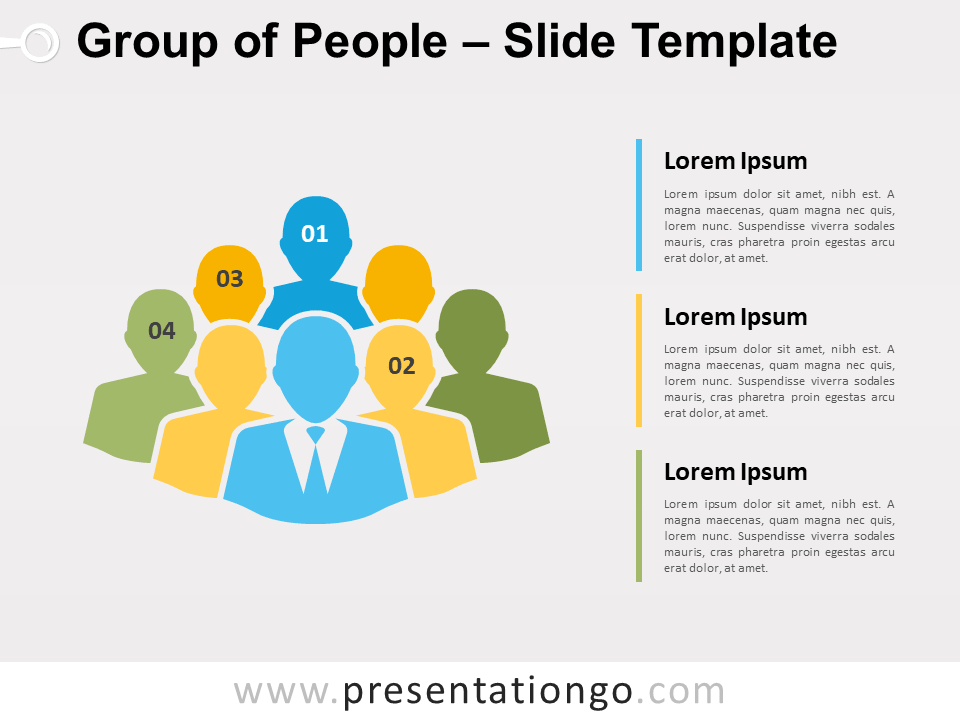 Group of People – Slide Template
01
03
04
02
Lorem Ipsum
Lorem ipsum dolor sit amet, nibh est. A
magna maecenas, quam magna nec quis,
lorem nunc. Suspendisse viverra sodales
mauris, cras pharetra proin egestas arcu
erat dolor, at amet.
Lorem Ipsum
Lorem ipsum dolor sit amet, nibh est. A
magna maecenas, quam magna nec quis,
lorem nunc. Suspendisse viverra sodales
mauris, cras pharetra proin egestas arcu
erat dolor, at amet.
Lorem Ipsum
Lorem ipsum dolor sit amet, nibh est. A
magna maecenas, quam magna nec quis,
lorem nunc. Suspendisse viverra sodales
mauris, cras pharetra proin egestas arcu
erat dolor, at amet.
www.presentationgo.com